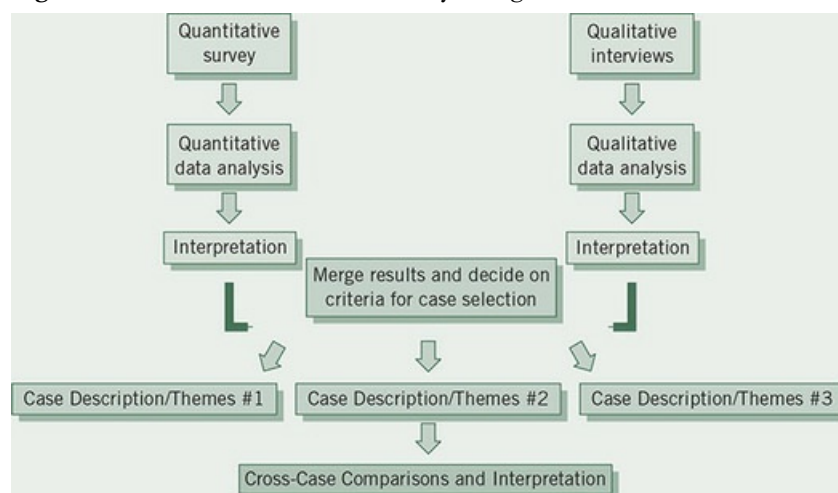 Quantitative
survey
Qualitative
interviews
Quantitative
data analysis
Qualitative
data analysis
Interpretation
Interpretation
Merge results and decide on
criteria for case selection
Case Description/Themes #1
Case Description/Themes #2
Case Description/Themes #3
Cross-Case Comparisons and Interpretation